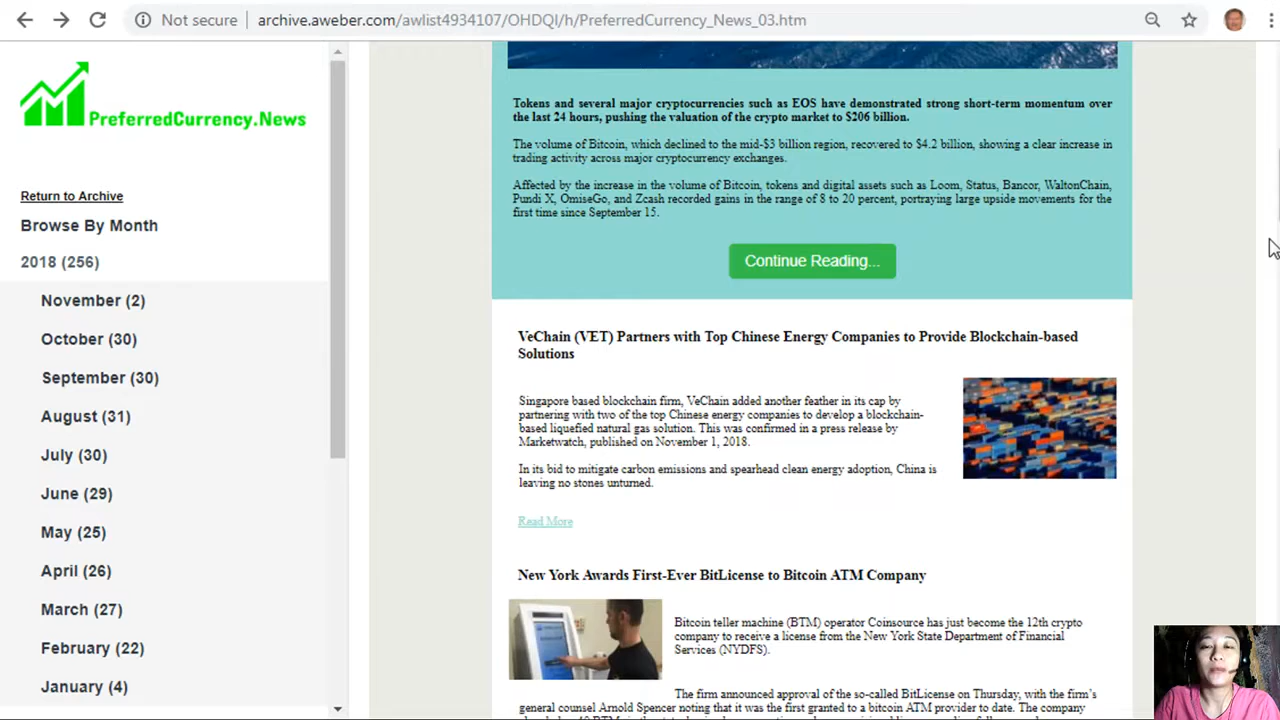 Not secure
archive.aweber.com/awlist4934107/OHDQI/h/PreferredCurrency_News_03.htm
PreferredCurrency.News
Return to Archive
Browse By Month
2018 (256)
November (2)
October (30)
September (30)
August (31)
July (30)
June (29)
May (25)
April (26)
March (27)
February (22)
January (4)
Tokens and several major cryptocurrencies such as EOS have demonstrated strong short-term momentum over
the last 24 hours, pushing the valuation of the crypto market to $206 billion.
The volume of Bitcoin, which declined to the mid-$3 billion region, recovered to $4.2 billion, showing a clear increase in
trading activity across major cryptocurrency exchanges.
Affected by the increase in the volume of Bitcoin, tokens and digital assets such as Loom, Status, Bancor, WaltonChain,
Pundi X, OmiseGo, and Zcash recorded gains in the range of 8 to 20 percent, portraying large upside movements for the
first time since September 15.
Continue Reading...
VeChain (VET) Partners with Top Chinese Energy Companies to Provide Blockchain-based
Solutions
Singapore based blockchain firm, VeChain added another feather in its cap by
partnering with two of the top Chinese energy companies to develop a blockchain-
based liquefied natural gas solution. This was confirmed in a press release by
Marketwatch, published on November 1, 2018.
In its bid to mitigate carbon emissions and spearhead clean energy adoption, China is
leaving no stones unturned.
Read More
New York Awards First-Ever BitLicense to Bitcoin ATM Company
Bitcoin teller machine (BTM) operator Coinsource has just become the 12th crypto
company to receive a license from the New York State Department of Financial
Services (NYDFS).
The firm announced approval of the so-called BitLicense on Thursday, with the firm's
general counsel Arnold Spencer noting that it was the first granted to a bitcoin ATM provider to date. The company